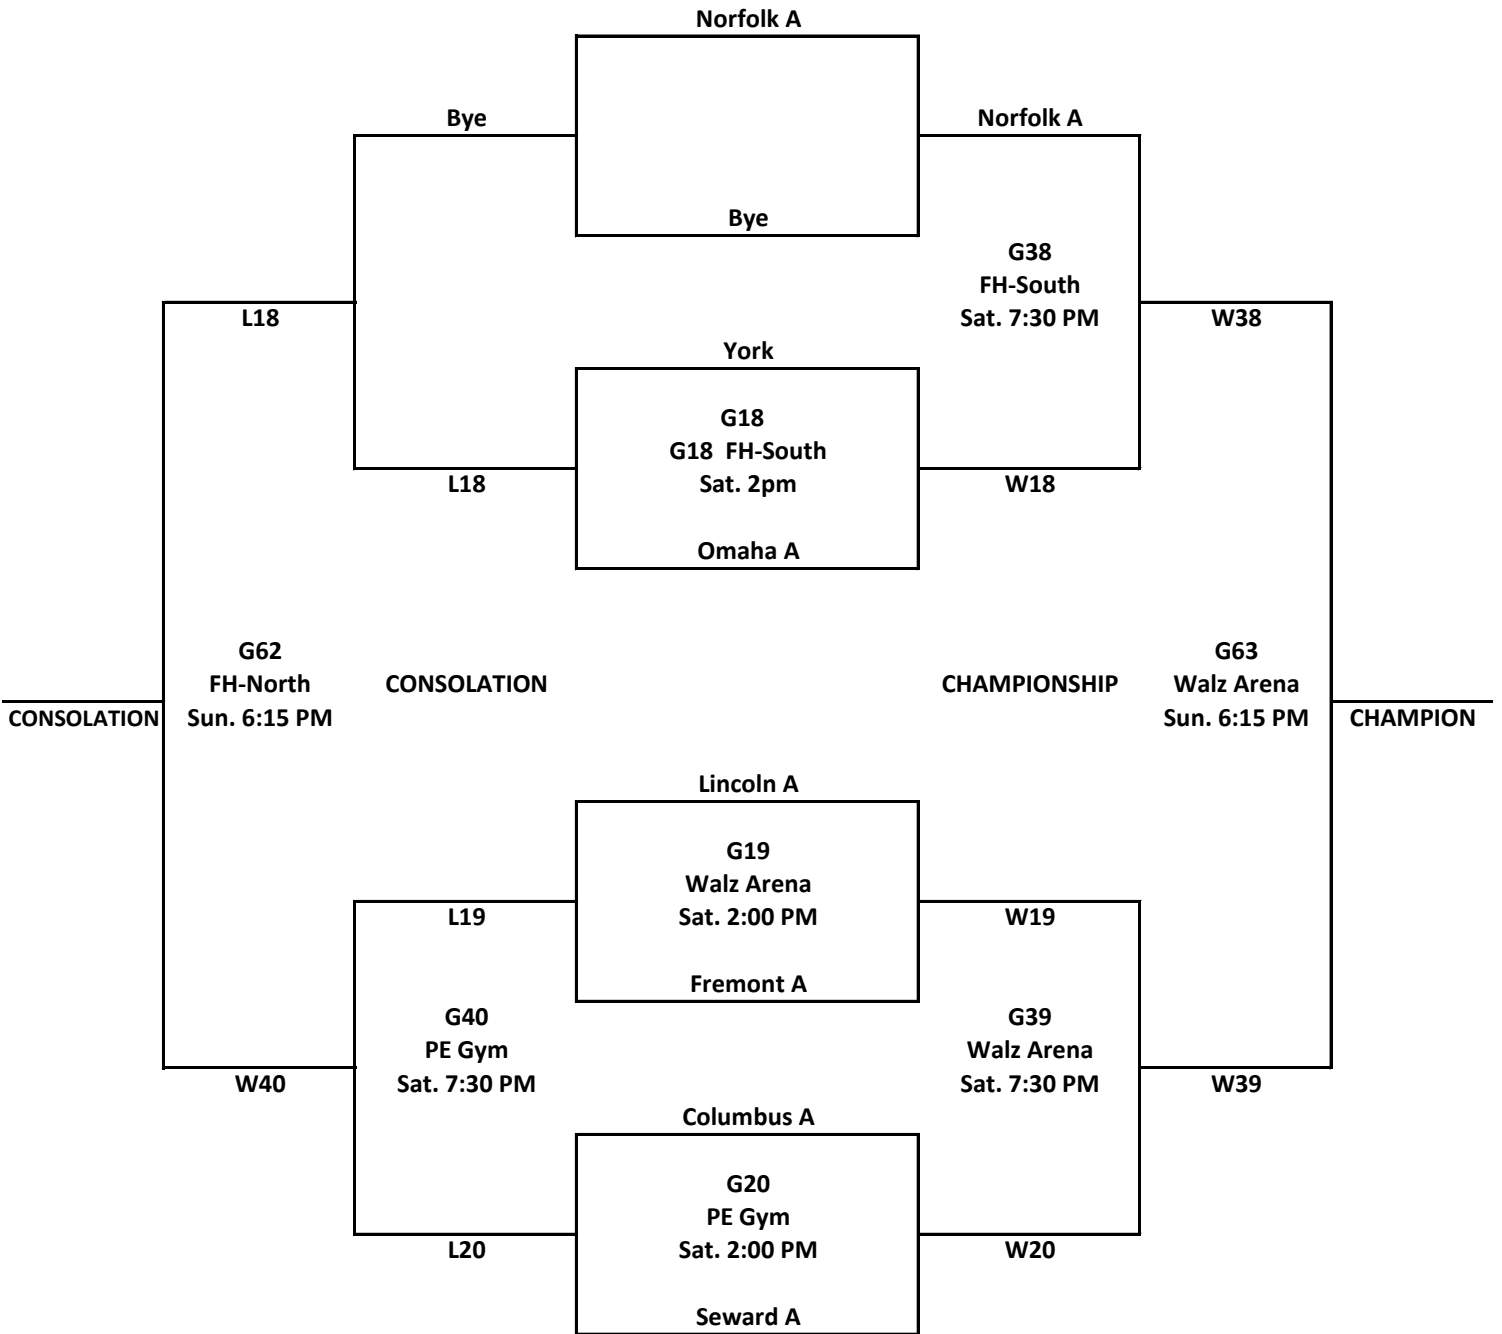 Norfolk A
Bye
Norfolk A
Bye
G38
FH-South
Sat. 7:30 PM
L18
W38
York
G18
G18  FH-South
Sat. 2pm
L18
W18
Omaha A
G62
FH-North
Sun. 6:15 PM
CONSOLATION
CONSOLATION
CHAMPIONSHIP
G63
Walz Arena
Sun. 6:15 PM
CHAMPION
Lincoln A
G19
Walz Arena
Sat. 2:00 PM
L19
W19
Fremont A
G40
PE Gym
Sat. 7:30 PM
G39
Walz Arena
Sat. 7:30 PM
W40
W39
Columbus A
G20
PE Gym
Sat. 2:00 PM
L20
W20
Seward A